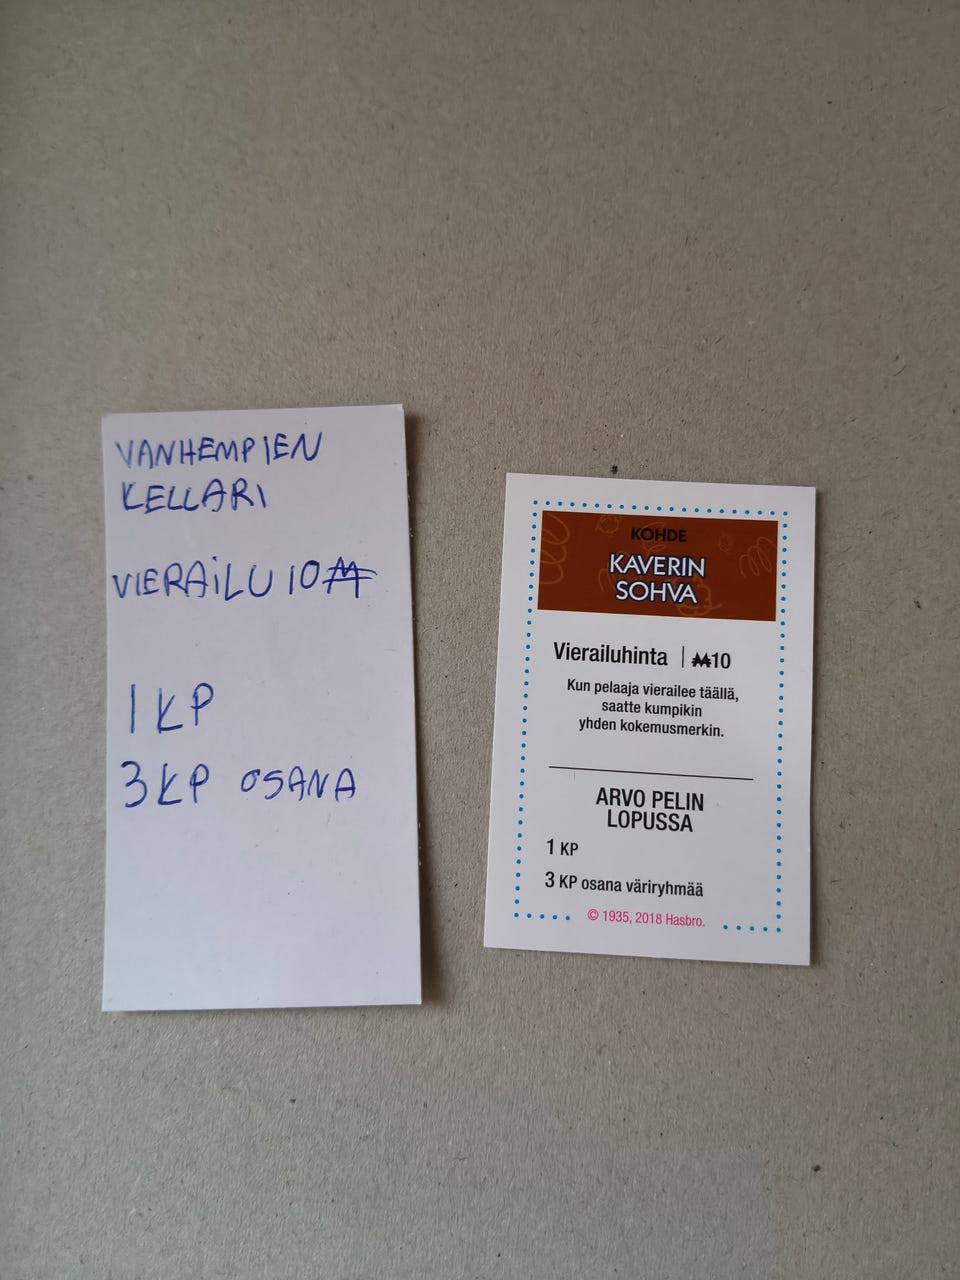 VANHEMPIEN
KELLARI
VIERAiLU 10 M
1 KP
3 KP OSANA
KOHDE
KAVERIN
SOHVA
Vierailuhinta | M10
Kun pelaaja vierailee täällä,
saatte kumpikin
yhden kokemusmerkin.
ARVO PELIN
LOPUSSA
1 KP
3 KP osana väriryhmää
© 1935, 2018 Hasbro.